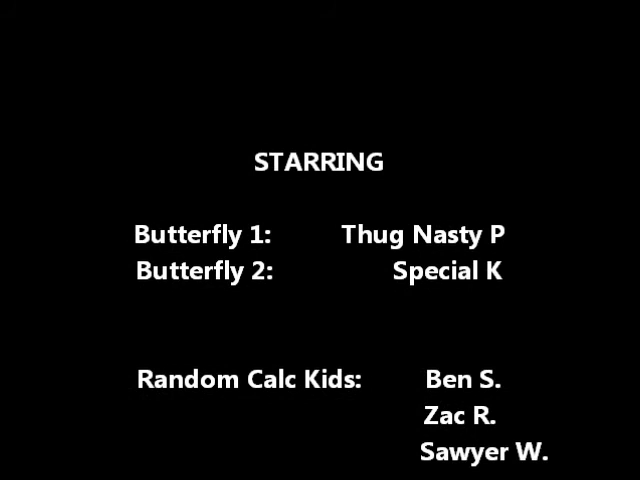 STARRING
Butterfly 1: Thug Nasty P
Butterfly 2: Special K
Random Calc Kids: Ben S.
Zac R.
Sawyer W.